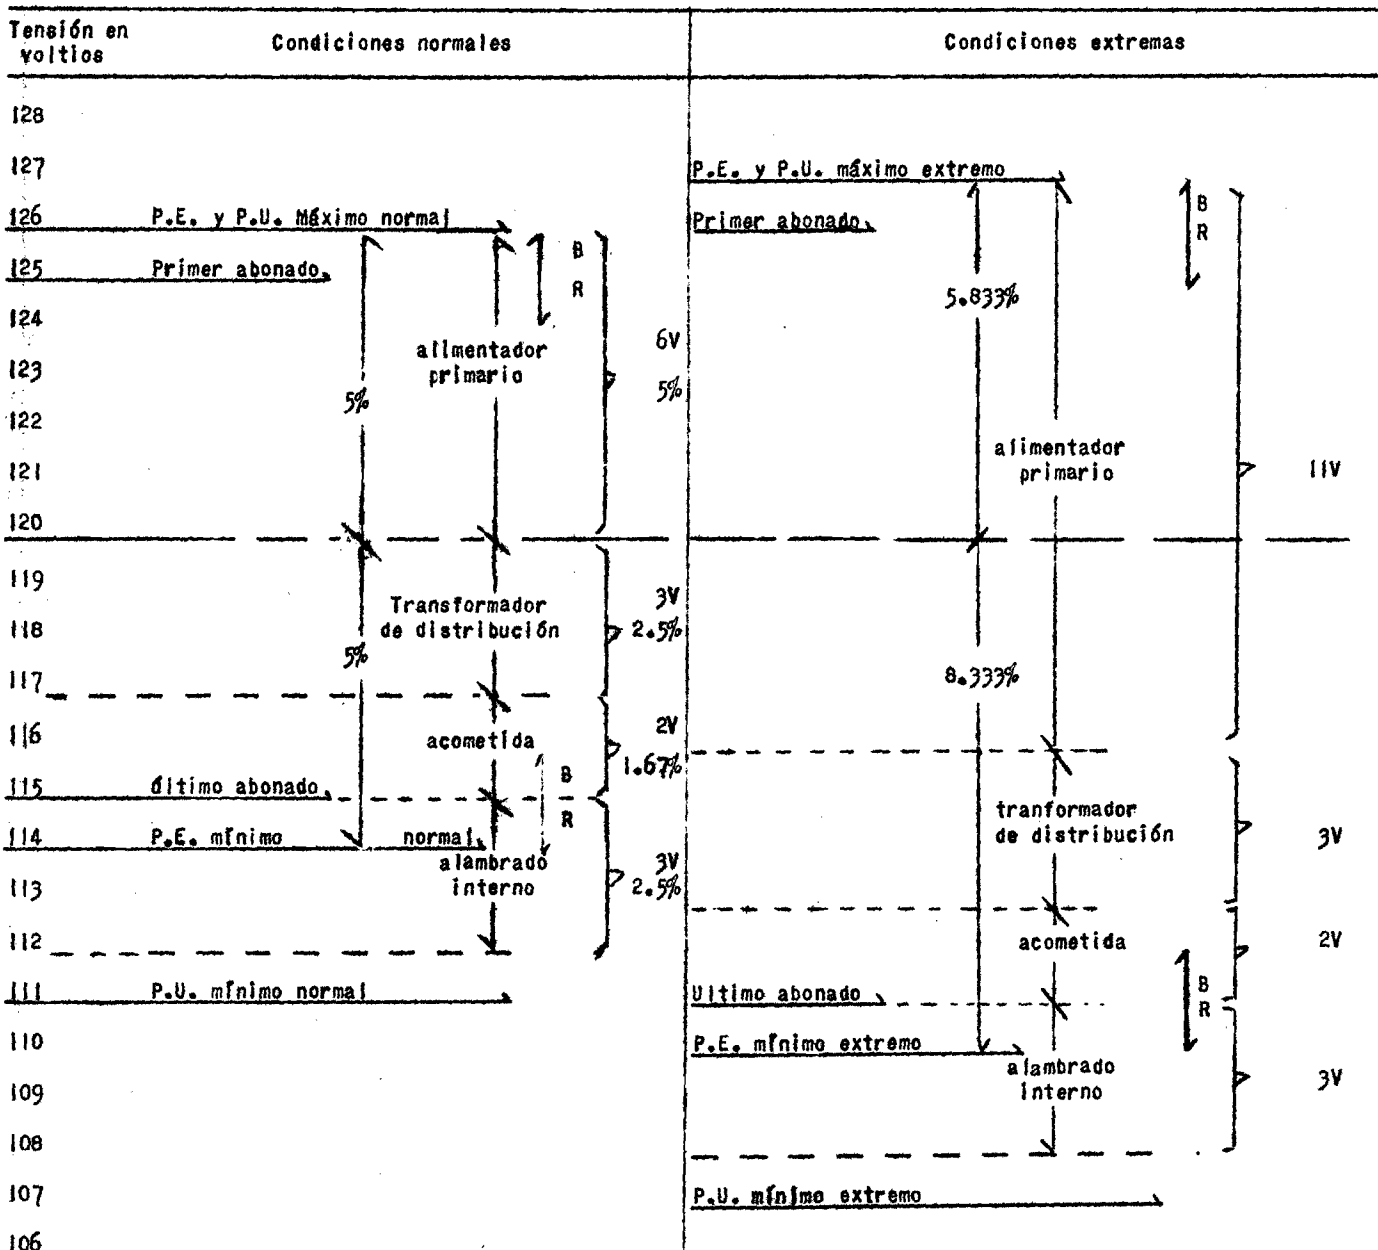 Tensión en voltios
Condiciones normales
Condiciones extremas
128
127
P.E. y P.U. máximo extremo
126
P.E. y P.U. Máximo normal
Primer abonado
B
R
125
Primer abonado
B
R
5.833%
124
alimentador
primario
6V
123
5%
5%
122
alimentador
primario
121
11V
120
119
Transformador
de distribución
3V
2.5%
118
5%
117
8.333%
116
acometida
2V
1.67%
115
último abonado
B
R
tranformador
de distribución
3V
114
P.E. mínimo normal
alambrado
interno
3V
2.5%
113
112
acometida
2V
111
P.U. mínimo normal
Ultimo abonado
B
R
110
P.E. mínimo extremo
alambrado
interno
3V
109
108
107
P.U. mínimo extremo
106